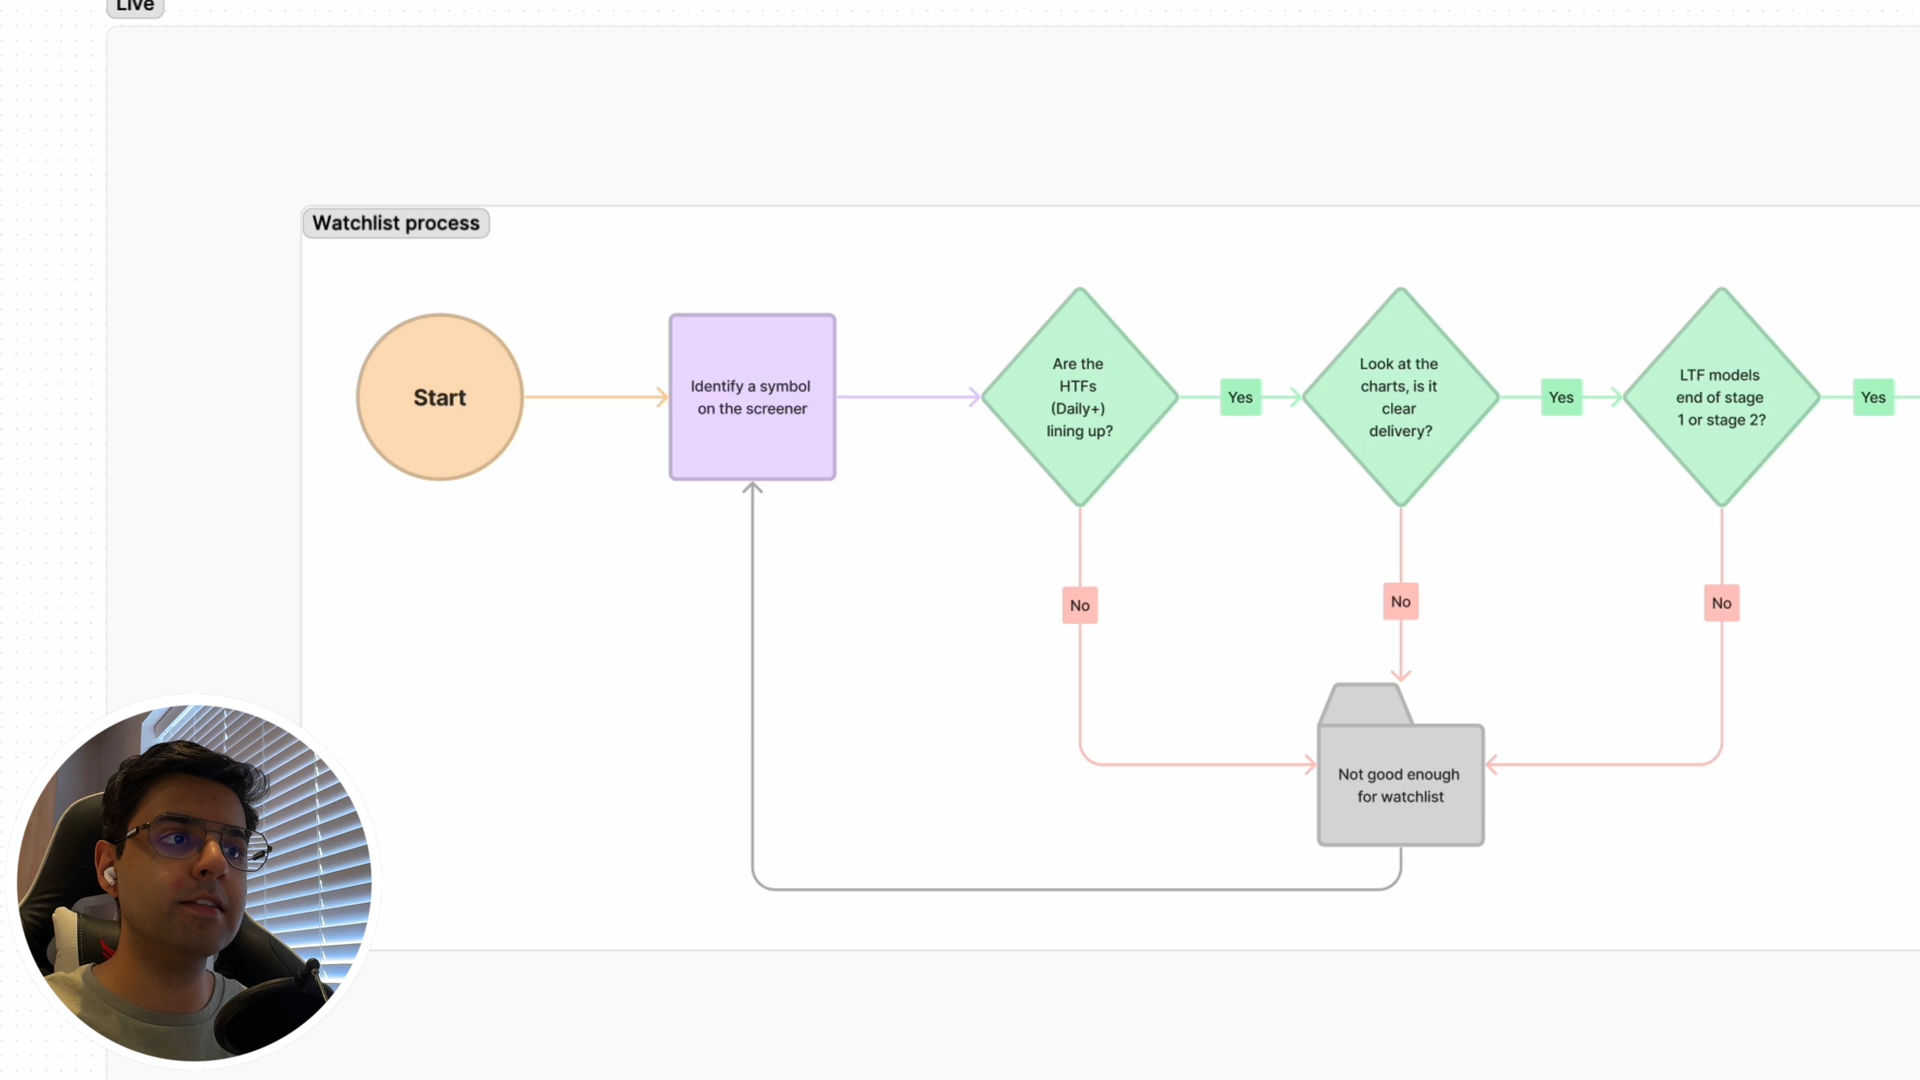 Live
Watchlist process
Start
Identify a symbol
on the screener
Are the
HTFs
(Daily+)
lining up?
Yes
Look at the
charts, is it
clear
delivery?
Yes
LTF models
end of stage
1 or stage 2?
Yes
No
No
No
Not good enough
for watchlist